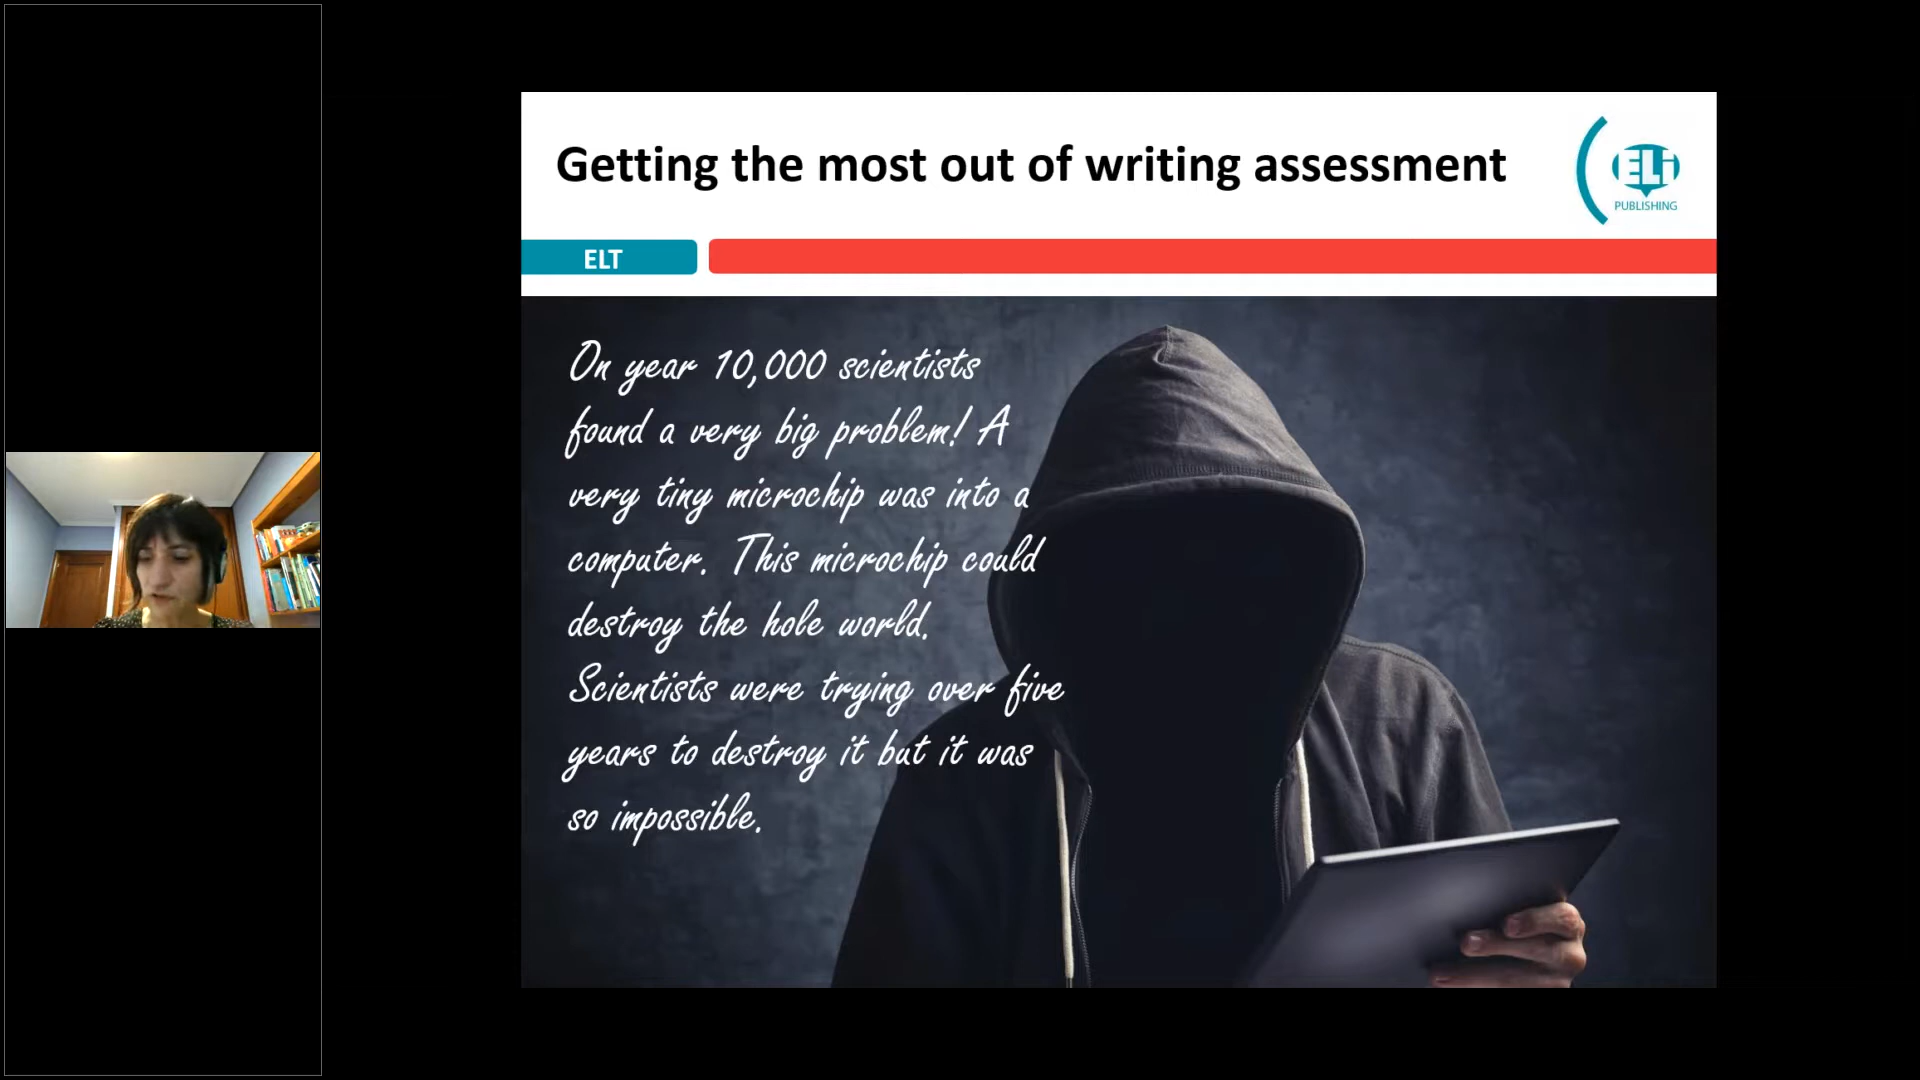 Getting the most out of writing assessment
ELi
PUBLISHING
ELT
On year 10,000 scientists
found a very big problem! A
very tiny microchip was into a
computer. This microchip could
destroy the hole world.
Scientists were trying over five
years to destroy it but it was
so impossible.